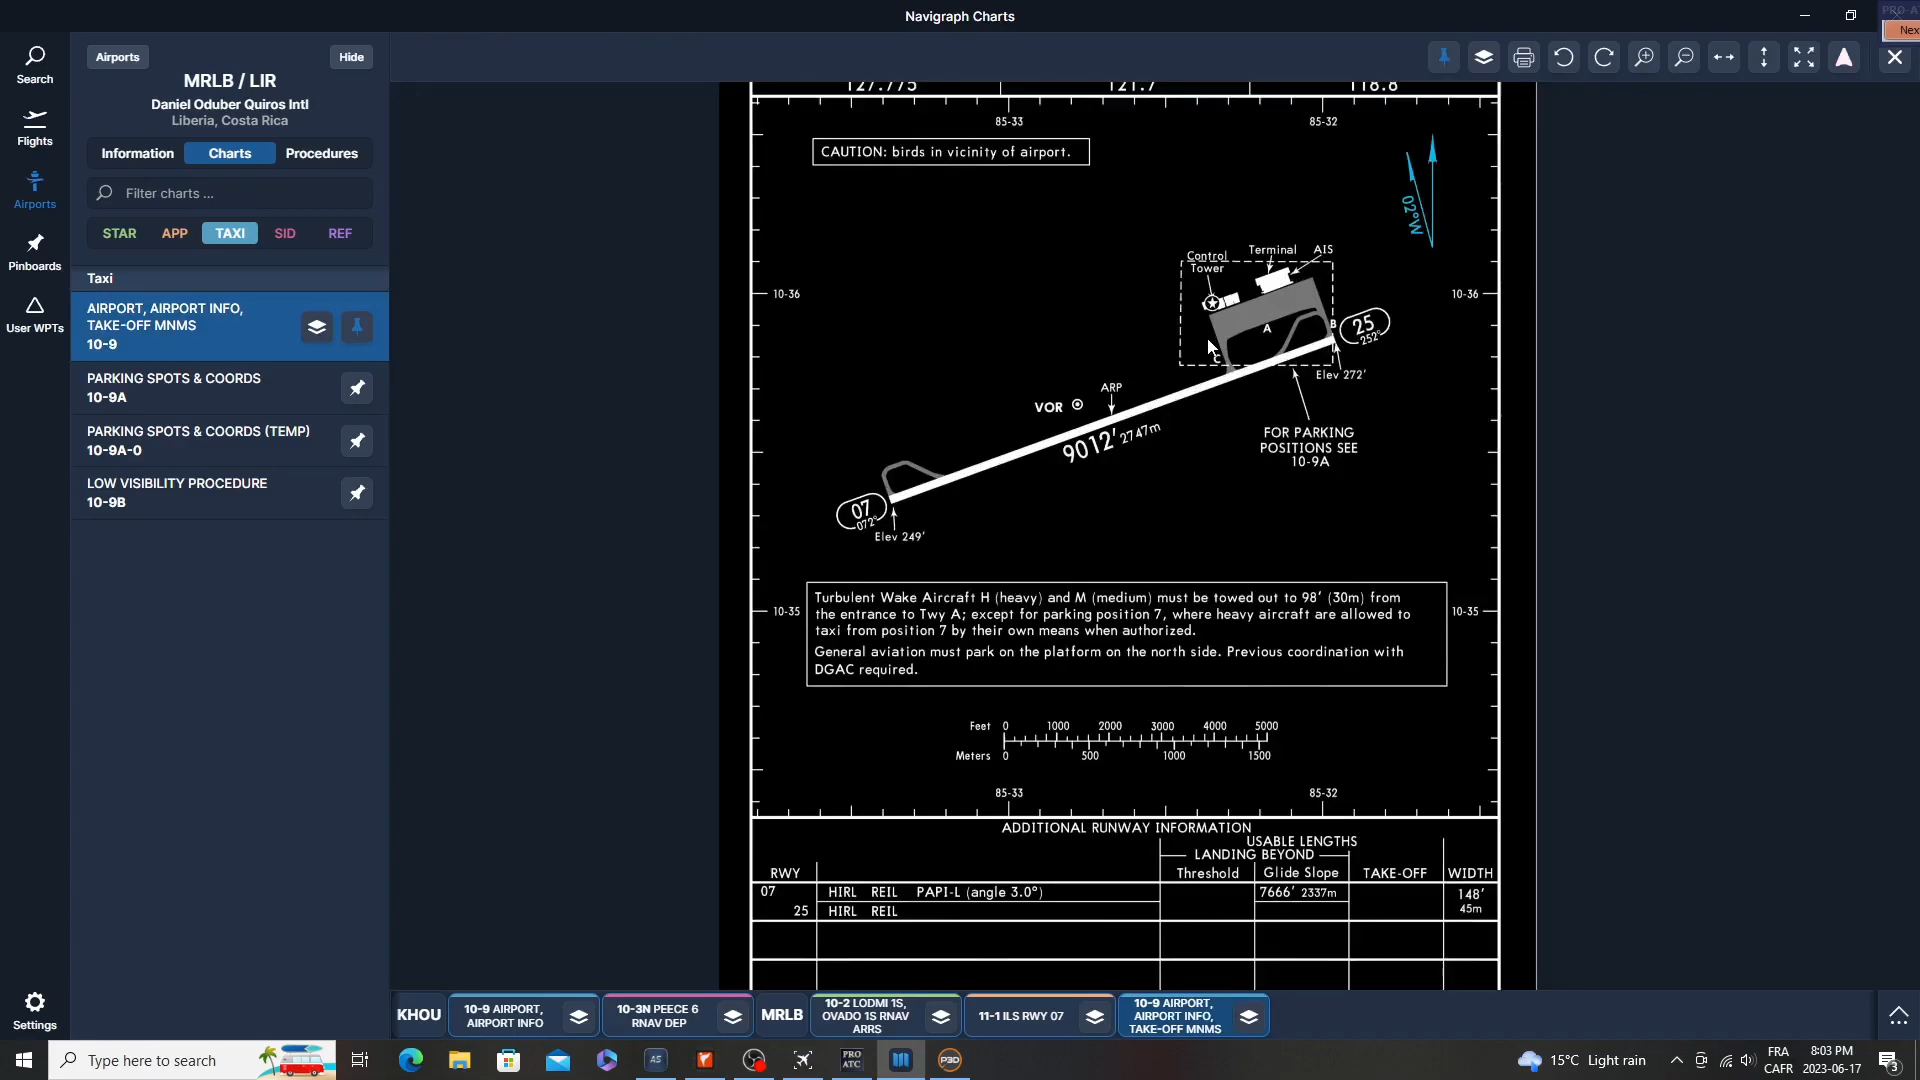 Navigraph Charts
Nex
Search
Flights
Airports
Pinboards
User WPTs
Settings
Airports
Hide
MRLB / LIR
Daniel Oduber Quiros Intl
Liberia, Costa Rica
Information Charts Procedures
Filter charts ...
STAR APP TAXI SID REF
Taxi
AIRPORT, AIRPORT INFO,
TAKE-OFF MNMS
10-9
PARKING SPOTS & COORDS
10-9A
PARKING SPOTS & COORDS (TEMP)
10-9A-0
LOW VISIBILITY PROCEDURE
10-9B
127.775 121.7 118.8
85-33 85-32
CAUTION: birds in vicinity of airport.
02°W
Control
Tower
Terminal
AIS
10-36 10-36
A
B
C
25
252°
Elev 272'
ARP
VOR
9012' 2747m
FOR PARKING
POSITIONS SEE
10-9A
07
072°
Elev 249'
10-35 10-35
Turbulent Wake Aircraft H (heavy) and M (medium) must be towed out to 98' (30m) from
the entrance to Twy A; except for parking position 7, where heavy aircraft are allowed to
taxi from position 7 by their own means when authorized.
General aviation must park on the platform on the north side. Previous coordination with
DGAC required.
Feet 0 1000 2000 3000 4000 5000
Meters 0 500 1000 1500
85-33 85-32
ADDITIONAL RUNWAY INFORMATION
USABLE LENGTHS
LANDING BEYOND
RWY Threshold Glide Slope TAKE-OFF WIDTH
07 HIRL REIL PAPI-L (angle 3.0°) 7666' 2337m 148'
25 HIRL REIL 45m
KHOU
10-9 AIRPORT,
AIRPORT INFO
10-3N PEECE 6
RNAV DEP
MRLB
10-2 LODMI 1S,
OVADO 1S RNAV
ARRS
11-1 ILS RWY 07
10-9 AIRPORT,
AIRPORT INFO,
TAKE-OFF MNMS
Type here to search
AS
PRO
ATC
P3D
15°C Light rain
FRA
CAFR
8:03 PM
2023-06-17
3